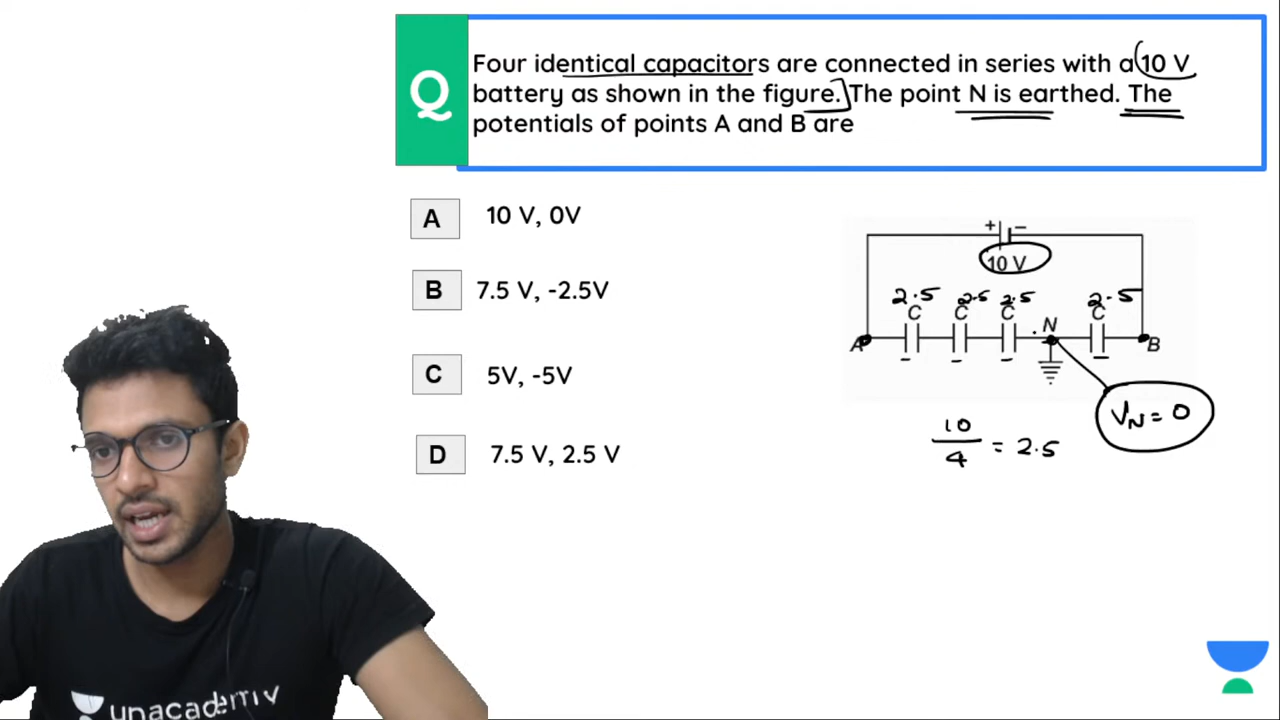 Q
Four identical capacitors are connected in series with a 10 V
battery as shown in the figure. The point N is earthed. The
potentials of points A and B are
A 10 V, 0V
B 7.5 V, -2.5V
C 5V, -5V
D 7.5 V, 2.5 V
+ −
10 V
2.5 2.5 2.5 2.5
C C C C
A N B
− − − −
V_N = 0
10/4 = 2.5
unacademy